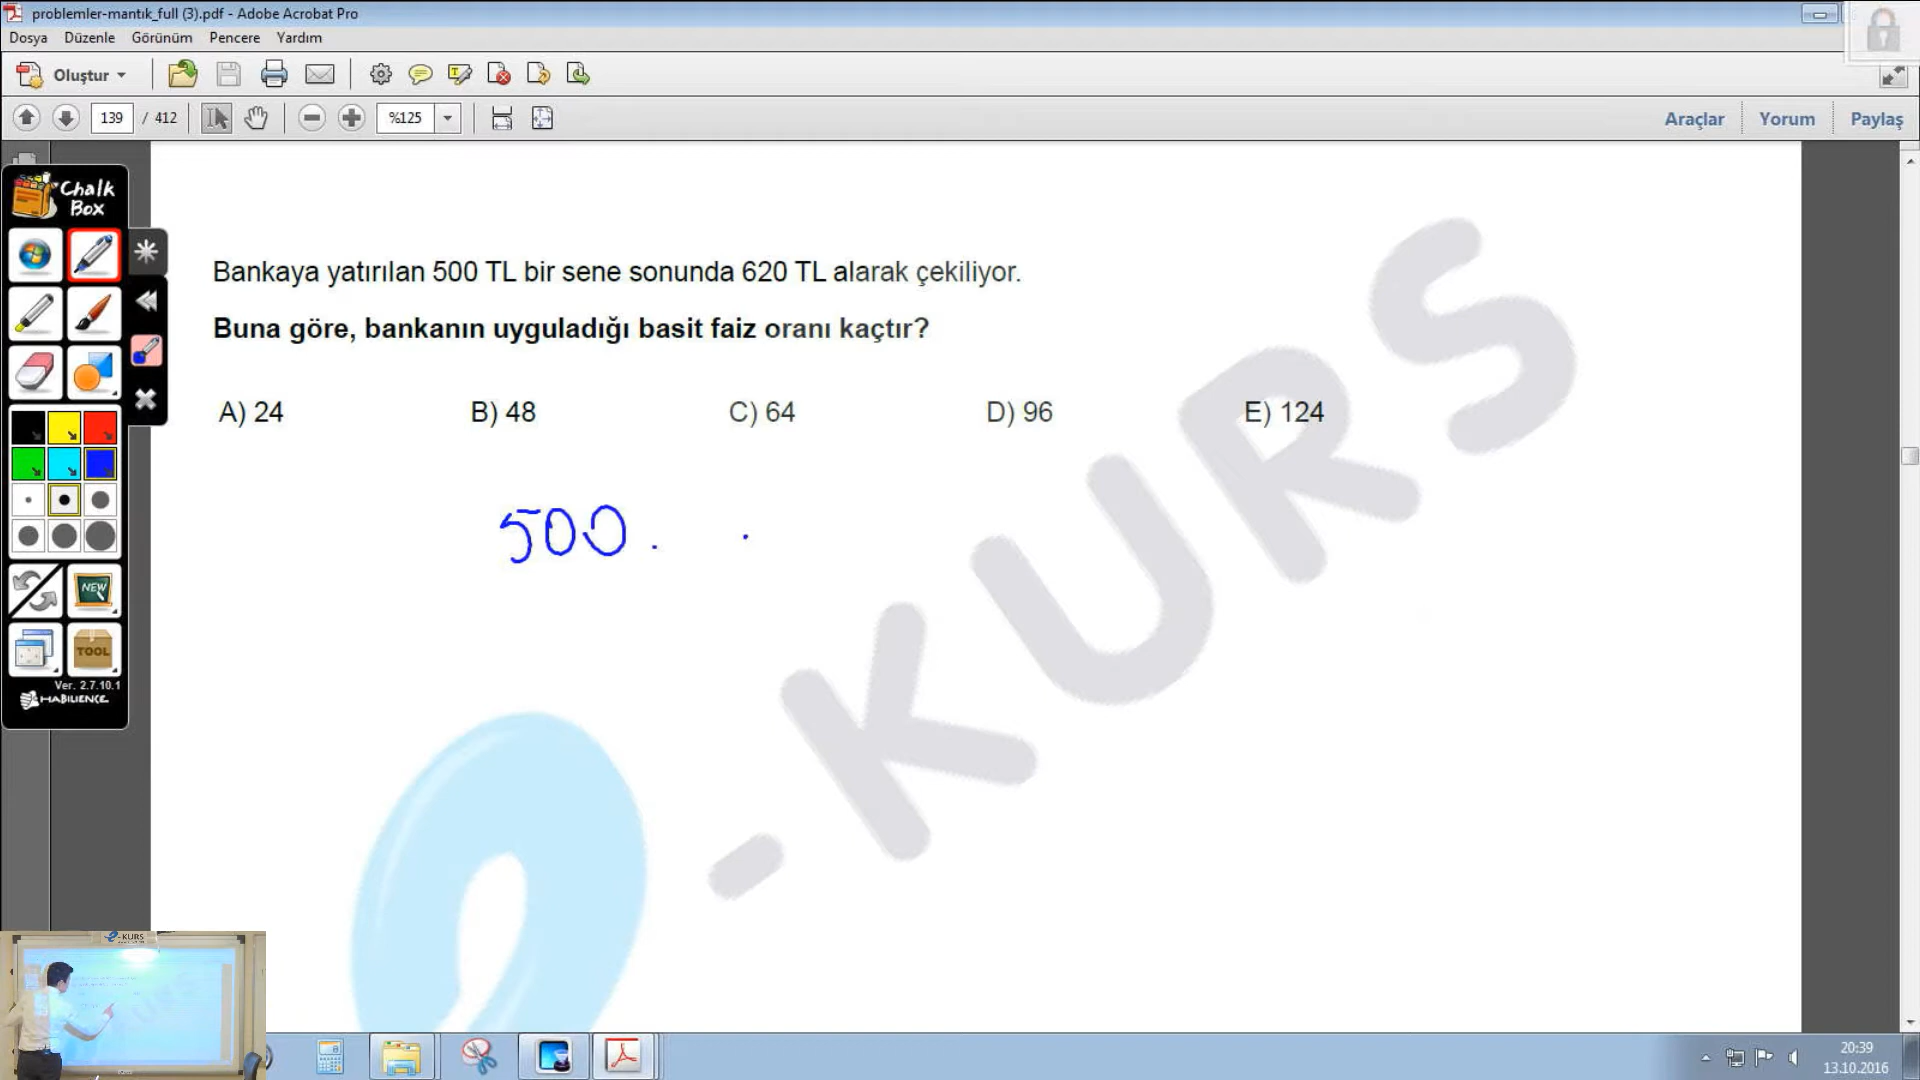 problemler-mantık_full (3).pdf - Adobe Acrobat Pro
Dosya Düzenle Görünüm Pencere Yardım
Oluştur
139 / 412 %125 Araçlar Yorum Paylaş
Chalk
Box
Bankaya yatırılan 500 TL bir sene sonunda 620 TL alarak çekiliyor.
Buna göre, bankanın uyguladığı basit faiz oranı kaçtır?
A) 24 B) 48 C) 64 D) 96 E) 124
500 . .
NEW
TOOL
Ver. 2.7.10.1
HABILIENCE
e-KURS
e-KURS
20:39
13.10.2016